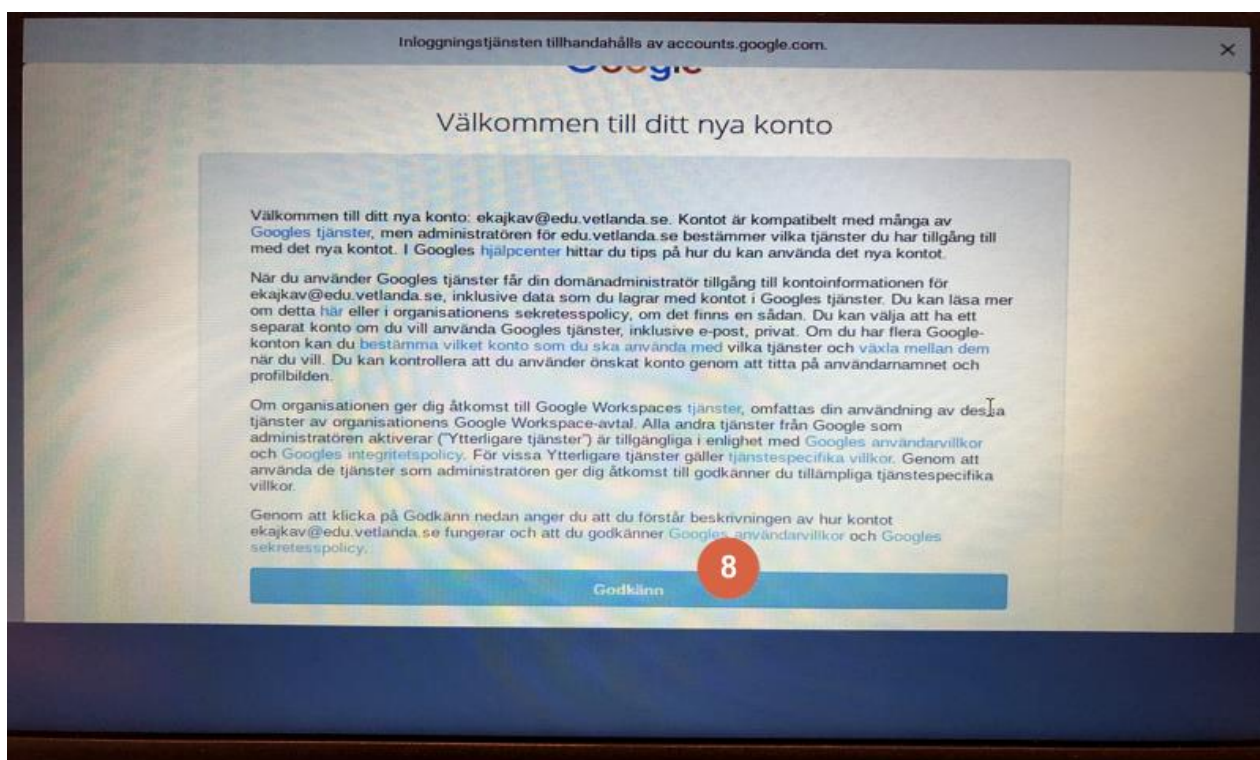 Inloggningstjänsten tillhandahålls av accounts.google.com.
Google
Välkommen till ditt nya konto
Välkommen till ditt nya konto: ekajkav@edu.vetlanda.se. Kontot är kompatibelt med många av
Googles tjänster, men administratören för edu.vetlanda.se bestämmer vilka tjänster du har tillgång till
med det nya kontot. I Googles hjälpcenter hittar du tips på hur du kan använda det nya kontot.
När du använder Googles tjänster får din domänadministratör tillgång till kontoinformationen för
ekajkav@edu.vetlanda.se, inklusive data som du lagrar med kontot i Googles tjänster. Du kan läsa mer
om detta här eller i organisationens sekretesspolicy, om det finns en sådan. Du kan välja att ha ett
separat konto om du vill använda Googles tjänster, inklusive e-post, privat. Om du har flera Google-
konton kan du bestämma vilket konto som du ska använda med vilka tjänster och växla mellan dem
när du vill. Du kan kontrollera att du använder önskat konto genom att titta på användarnamnet och
profilbilden.
Om organisationen ger dig åtkomst till Google Workspaces tjänster, omfattas din användning av dessa
tjänster av organisationens Google Workspace-avtal. Alla andra tjänster från Google som
administratören aktiverar ("Ytterligare tjänster") är tillgängliga i enlighet med Googles användarvillkor
och Googles integritetspolicy. För vissa Ytterligare tjänster gäller tjänstespecifika villkor. Genom att
använda de tjänster som administratören ger dig åtkomst till godkänner du tillämpliga tjänstespecifika
villkor.
Genom att klicka på Godkänn nedan anger du att du förstår beskrivningen av hur kontot
ekajkav@edu.vetlanda.se fungerar och att du godkänner Googles användarvillkor och Googles
sekretesspolicy.
8
Godkänn